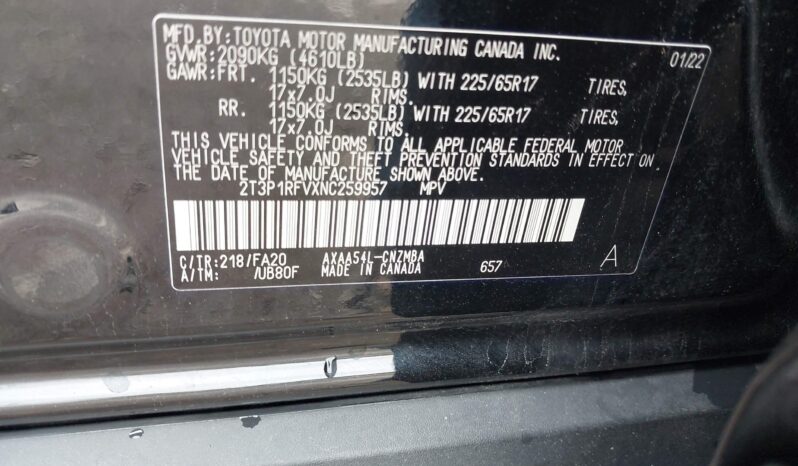 MFD.BY:TOYOTA MOTOR MANUFACTURING CANADA INC.
GVWR:2090KG (4610LB) 01/22
GAWR:FRT. 1150KG (2535LB) WITH 225/65R17 TIRES,
17x7.0J RIMS.
RR. 1150KG (2535LB) WITH 225/65R17 TIRES,
17x7.0J RIMS.
THIS VEHICLE CONFORMS TO ALL APPLICABLE FEDERAL MOTOR
VEHICLE SAFETY AND THEFT PREVENTION STANDARDS IN EFFECT ON
THE DATE OF MANUFACTURE SHOWN ABOVE.
2T3P1RFVXNC259957 MPV
C/TR:218/FA20 AXAA54L-CNZMBA
A/TM: /UB80F MADE IN CANADA 657 A